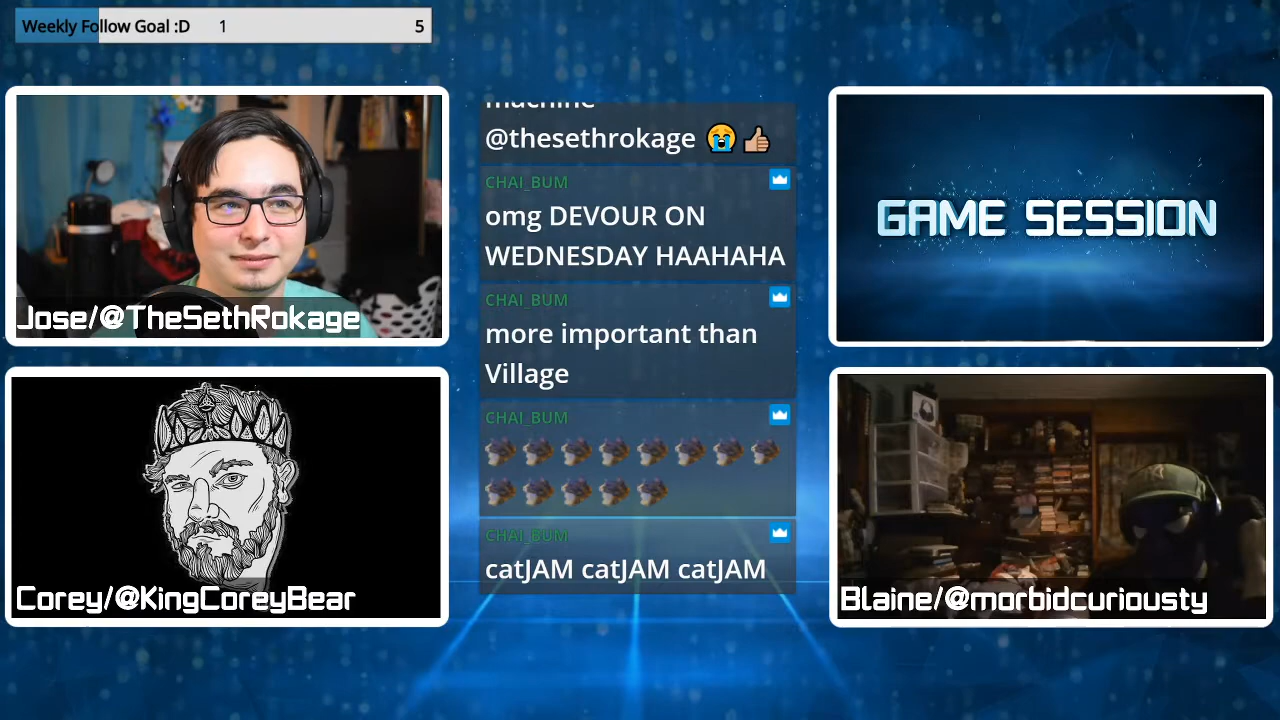 Weekly Follow Goal :D 1 5
machine
@thesethrokage 😭👍🏼
CHAI_BUM
omg DEVOUR ON
WEDNESDAY HAAHAHA
CHAI_BUM
more important than
Village
CHAI_BUM
CHAI_BUM
catJAM catJAM catJAM
Jose/@TheSethRokage
GAME SESSION
Corey/@KingCoreyBear
Blaine/@morbidcuriousty